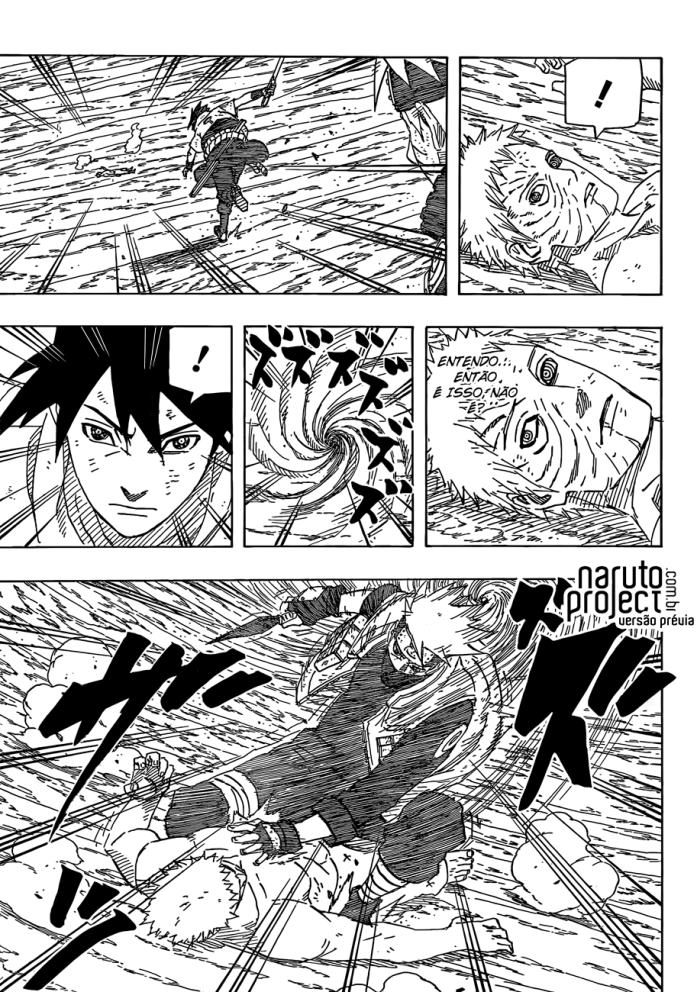 !
ENTENDO...
ENTÃO
É ISSO, NÃO
É?
ズズズズズズ
!
naruto
project
.com.br
versão prévia
ズ
ズ
ザッ